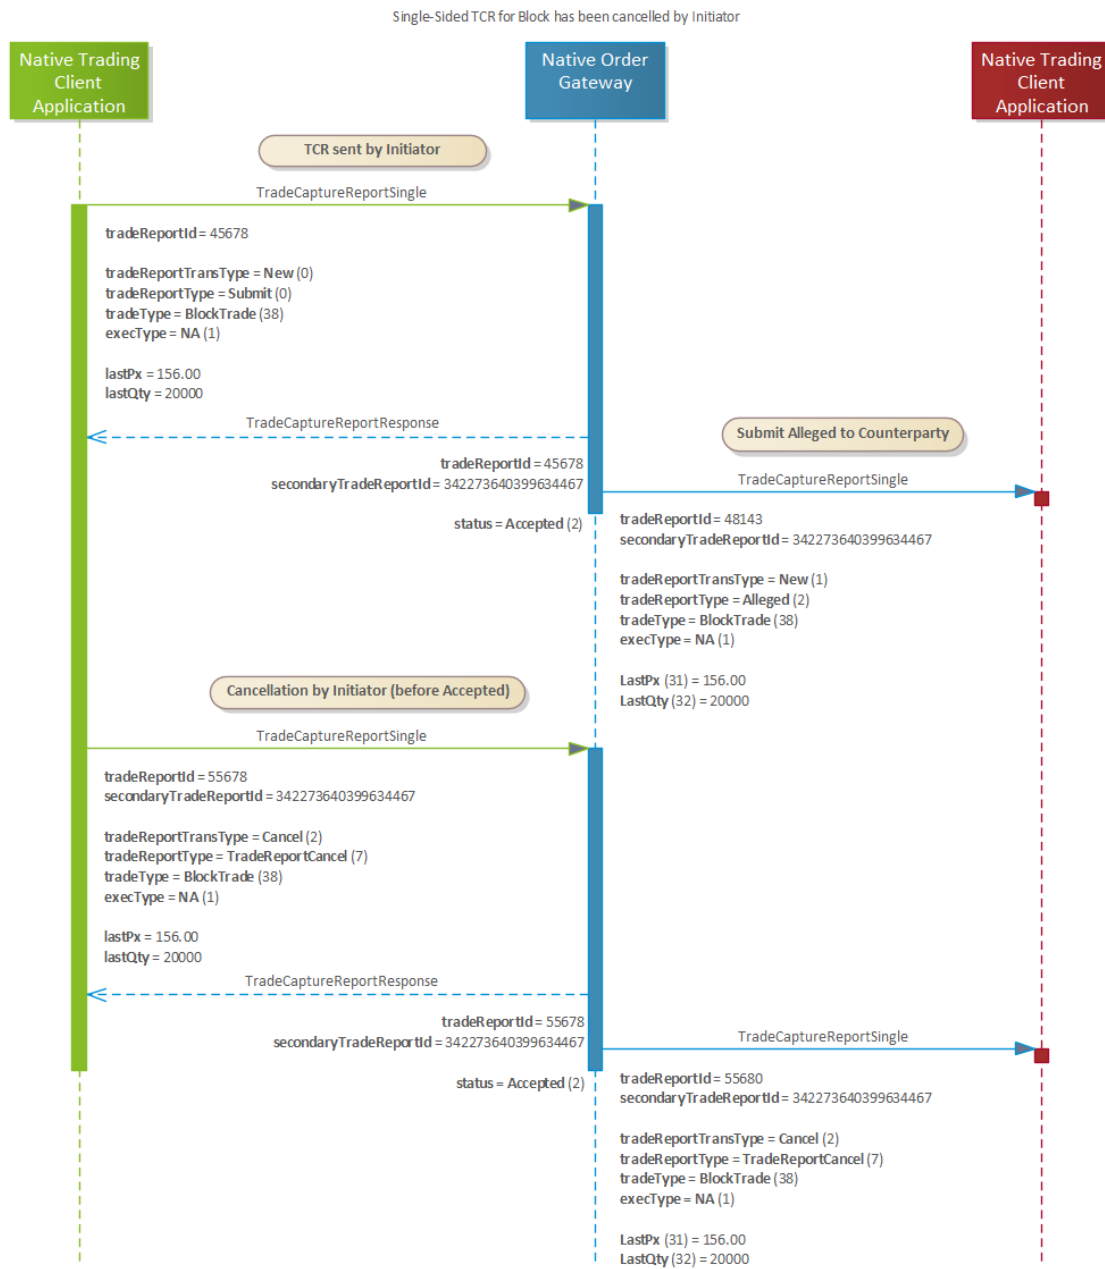 Single-Sided TCR for Block has been cancelled by Initiator
Native Trading
Client
Application
Native Order
Gateway
Native Trading
Client
Application
TCR sent by Initiator
TradeCaptureReportSingle
tradeReportId = 45678
tradeReportTransType = New (0)
tradeReportType = Submit (0)
tradeType = BlockTrade (38)
execType = NA (1)
lastPx = 156.00
lastQty = 20000
TradeCaptureReportResponse
tradeReportId = 45678
secondaryTradeReportId = 342273640399634467
status = Accepted (2)
Submit Alleged to Counterparty
TradeCaptureReportSingle
tradeReportId = 48143
secondaryTradeReportId = 342273640399634467
tradeReportTransType = New (1)
tradeReportType = Alleged (2)
tradeType = BlockTrade (38)
execType = NA (1)
LastPx (31) = 156.00
LastQty (32) = 20000
Cancellation by Initiator (before Accepted)
TradeCaptureReportSingle
tradeReportId = 55678
secondaryTradeReportId = 342273640399634467
tradeReportTransType = Cancel (2)
tradeReportType = TradeReportCancel (7)
tradeType = BlockTrade (38)
execType = NA (1)
lastPx = 156.00
lastQty = 20000
TradeCaptureReportResponse
tradeReportId = 55678
secondaryTradeReportId = 342273640399634467
status = Accepted (2)
TradeCaptureReportSingle
tradeReportId = 55680
secondaryTradeReportId = 342273640399634467
tradeReportTransType = Cancel (2)
tradeReportType = TradeReportCancel (7)
tradeType = BlockTrade (38)
execType = NA (1)
LastPx (31) = 156.00
LastQty (32) = 20000